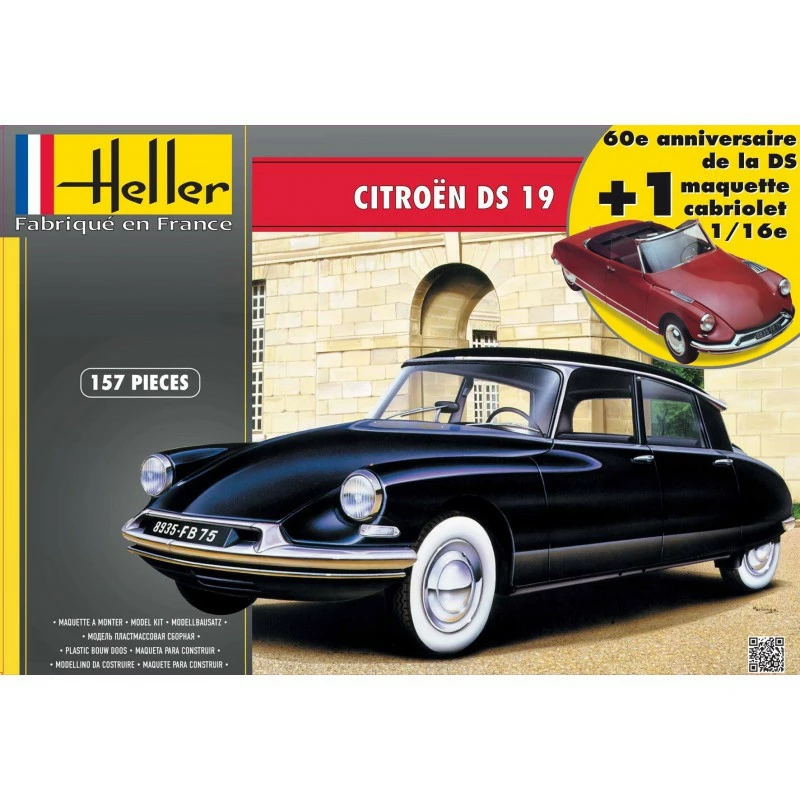 Heller
Fabriqué en France
CITROËN DS 19
60e anniversaire
de la DS
+1 maquette
cabriolet
1/16e
157 PIECES
8935-FB75
• MAQUETTE A MONTER • MODEL KIT • MODELLBAUSATZ •
• МОДЕЛЬ ПЛАСТМАССОВАЯ СБОРНАЯ •
• PLASTIC BOUW DOOS • MAQUETA PARA CONSTRUIR •
• MODELLINO DA COSTRUIRE • MAQUETE PARA CONSTRUIR •